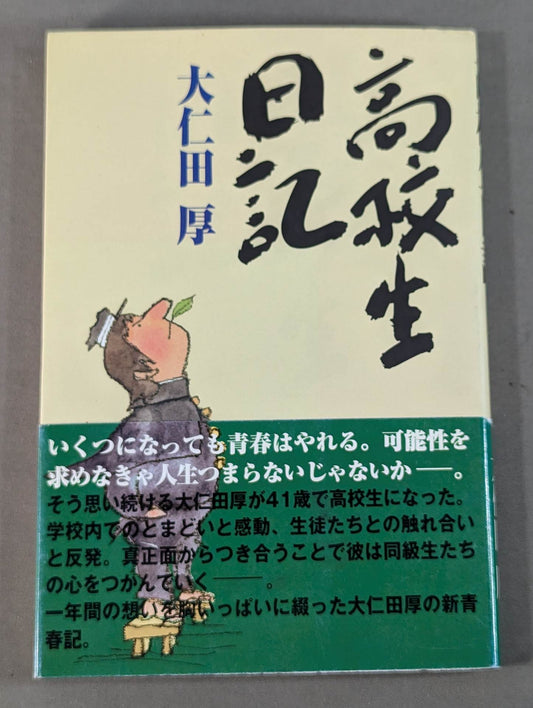 高校生
日記
大仁田 厚
いくつになっても青春はやれる。可能性を
求めなきゃ人生つまらないじゃないか──。
そう思い続ける大仁田厚が41歳で高校生になった。
学校内でのとまどいと感動、生徒たちとの触れ合い
と反発。真正面からつき合うことで彼は同級生たち
の心をつかんでいく───。
一年間の想いを胸いっぱいに綴った大仁田厚の新青
春記。